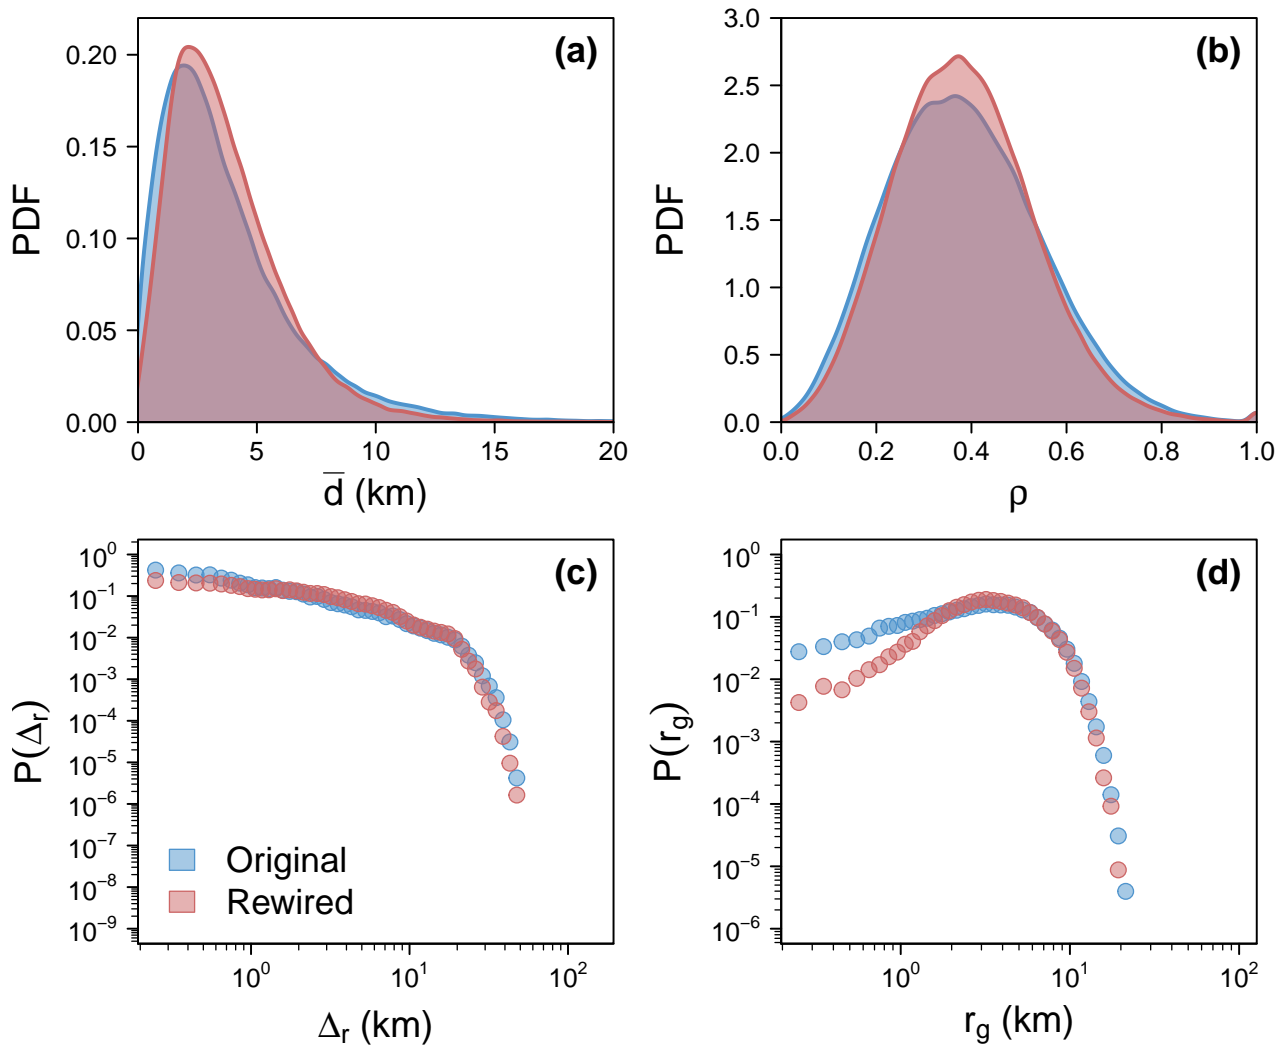 (a)
PDF
0.20
0.15
0.10
0.05
0.00
0 5 10 15 20
d̅ (km)
(b)
PDF
3.0
2.5
2.0
1.5
1.0
0.5
0.0
0.0 0.2 0.4 0.6 0.8 1.0
ρ
(c)
P(Δr)
10⁰
10⁻¹
10⁻²
10⁻³
10⁻⁴
10⁻⁵
10⁻⁶
10⁻⁷
10⁻⁸
10⁻⁹
Original
Rewired
10⁰ 10¹ 10²
Δr (km)
(d)
P(rg)
10⁰
10⁻¹
10⁻²
10⁻³
10⁻⁴
10⁻⁵
10⁻⁶
10⁰ 10¹ 10²
rg (km)